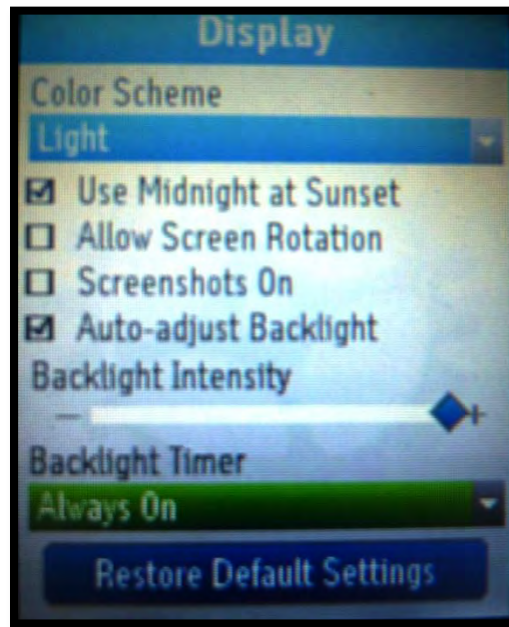 Display
Color Scheme
Light
Use Midnight at Sunset
Allow Screen Rotation
Screenshots On
Auto-adjust Backlight
Backlight Intensity
- +
Backlight Timer
Always On
Restore Default Settings